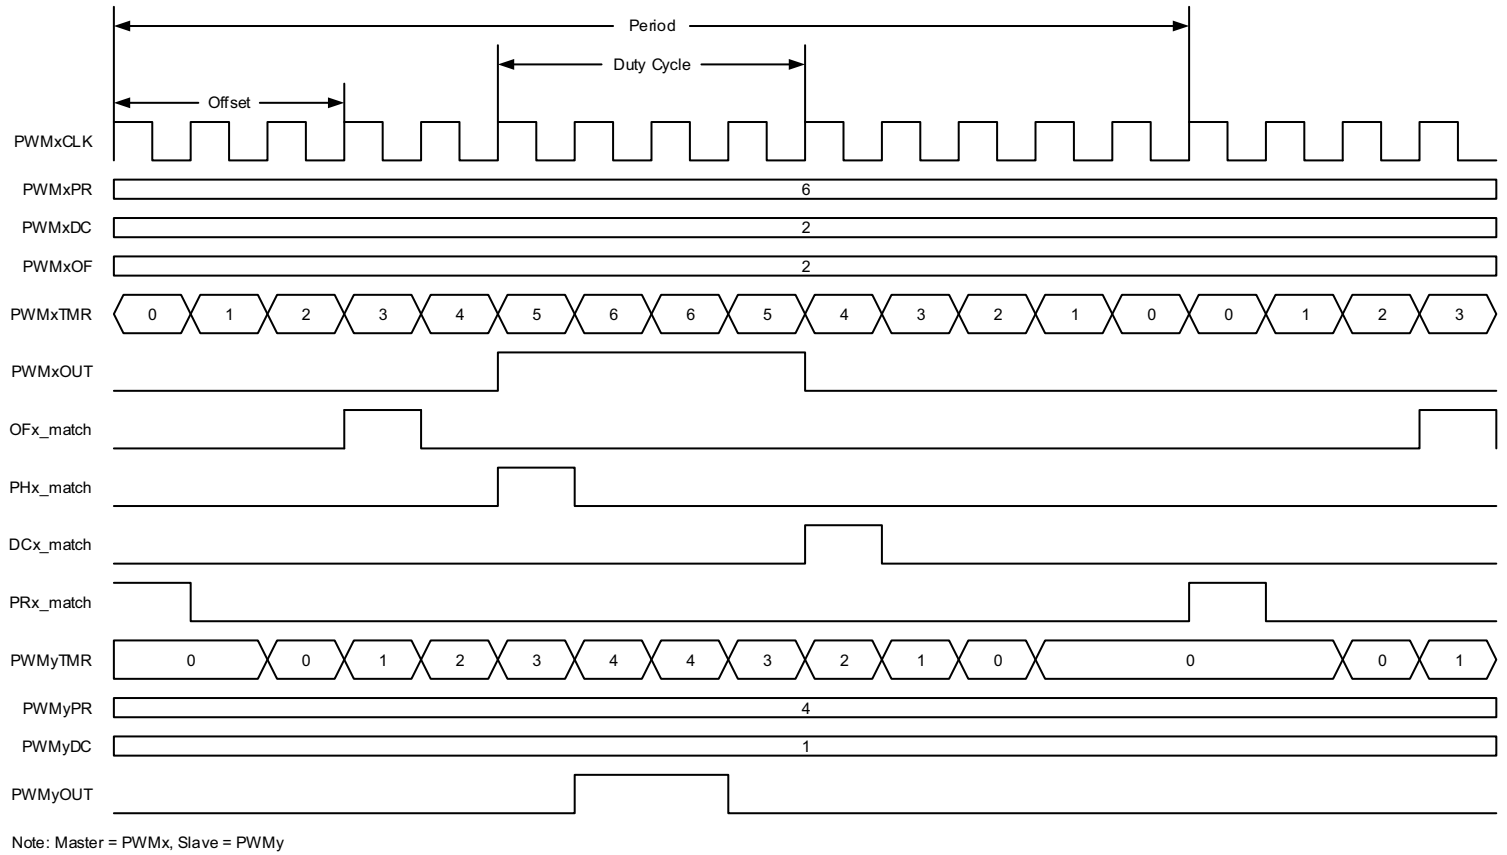 Period
Duty Cycle
Offset
PWMxCLK
PWMxPR 6
PWMxDC 2
PWMxOF 2
PWMxTMR 0 1 2 3 4 5 6 6 5 4 3 2 1 0 0 1 2 3
PWMxOUT
OFx_match
PHx_match
DCx_match
PRx_match
PWMyTMR 0 0 1 2 3 4 4 3 2 1 0 0 0 1
PWMyPR 4
PWMyDC 1
PWMyOUT
Note: Master = PWMx, Slave = PWMy